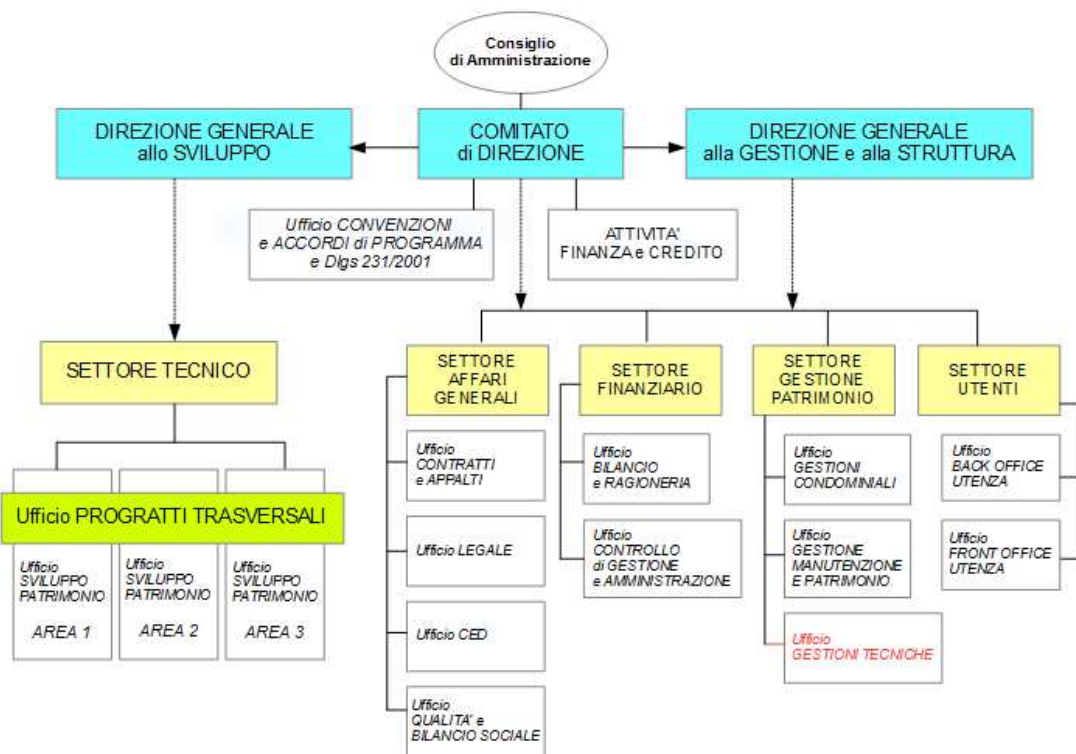 Consiglio
di Amministrazione
DIREZIONE GENERALE
allo SVILUPPO
COMITATO
di DIREZIONE
DIREZIONE GENERALE
alla GESTIONE e alla STRUTTURA
Ufficio CONVENZIONI
e ACCORDI di PROGRAMMA
e Dlgs 231/2001
ATTIVITA'
FINANZA e CREDITO
SETTORE TECNICO
SETTORE
AFFARI
GENERALI
SETTORE
FINANZIARIO
SETTORE
GESTIONE
PATRIMONIO
SETTORE
UTENTI
Ufficio PROGRATTI TRASVERSALI
Ufficio
SVILUPPO
PATRIMONIO
AREA 1
Ufficio
SVILUPPO
PATRIMONIO
AREA 2
Ufficio
SVILUPPO
PATRIMONIO
AREA 3
Ufficio
CONTRATTI
e APPALTI
Ufficio LEGALE
Ufficio CED
Ufficio
QUALITA' e
BILANCIO SOCIALE
Ufficio
BILANCIO
e RAGIONERIA
Ufficio
CONTROLLO
di GESTIONE
e AMMINISTRAZIONE
Ufficio
GESTIONI
CONDOMINIALI
Ufficio
GESTIONE
MANUTENZIONE
E PATRIMONIO
Ufficio
GESTIONI TECNICHE
Ufficio
BACK OFFICE
UTENZA
Ufficio
FRONT OFFICE
UTENZA